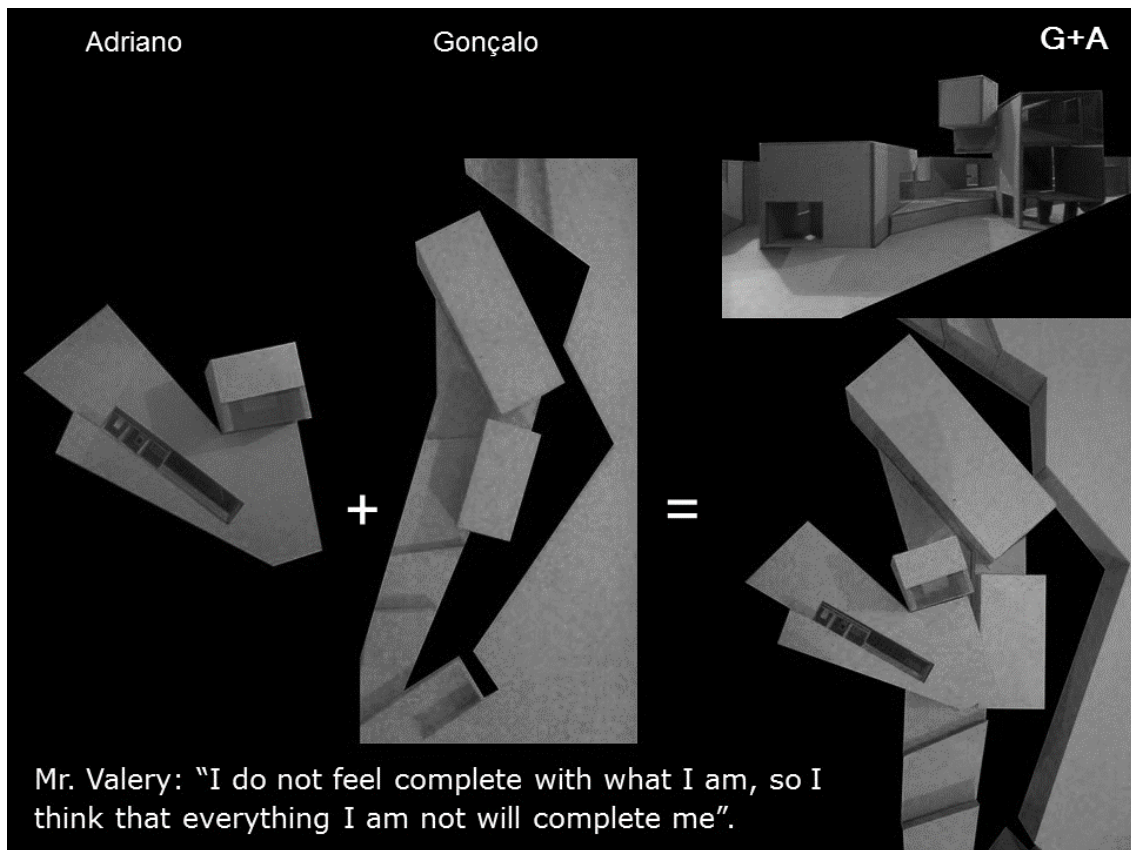 Adriano
Gonçalo
G+A
+
=
Mr. Valery: “I do not feel complete with what I am, so I
think that everything I am not will complete me”.